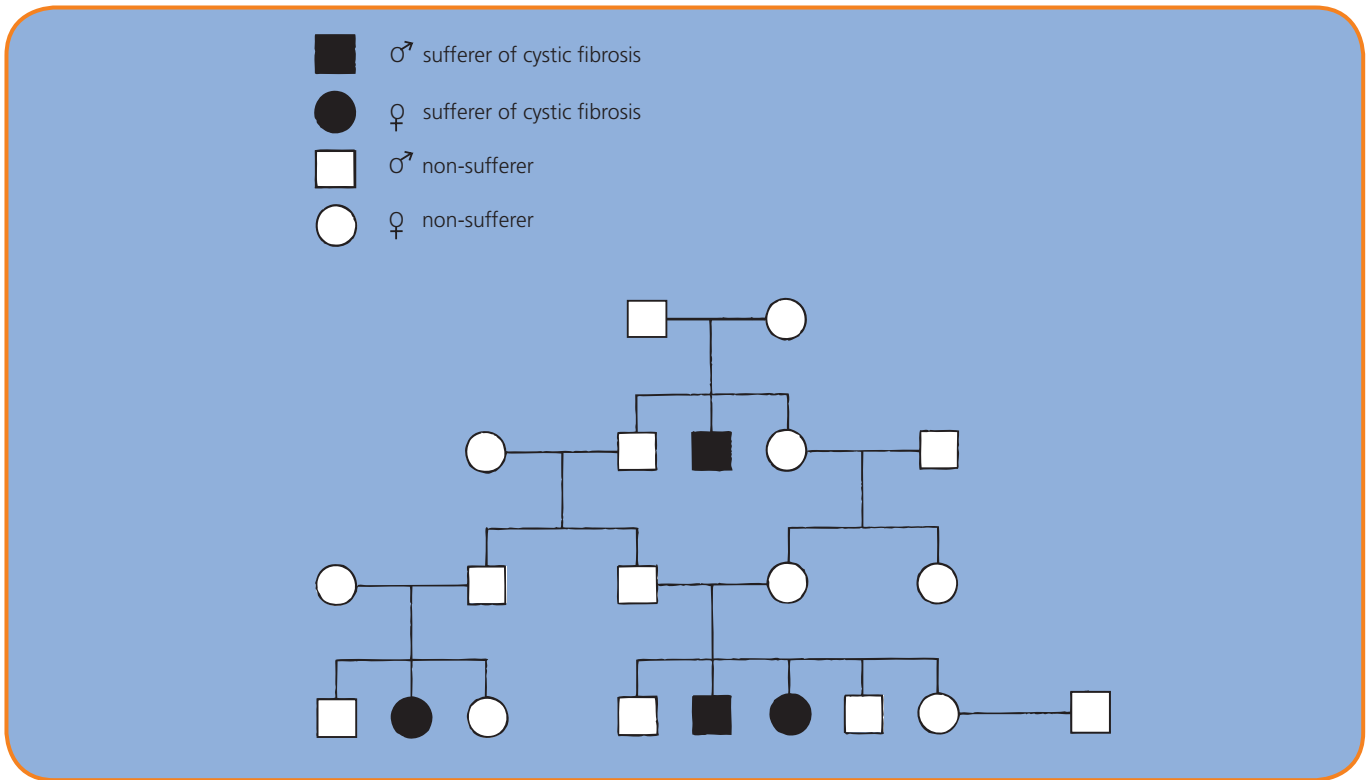 ♂ sufferer of cystic fibrosis
♀ sufferer of cystic fibrosis
♂ non-sufferer
♀ non-sufferer